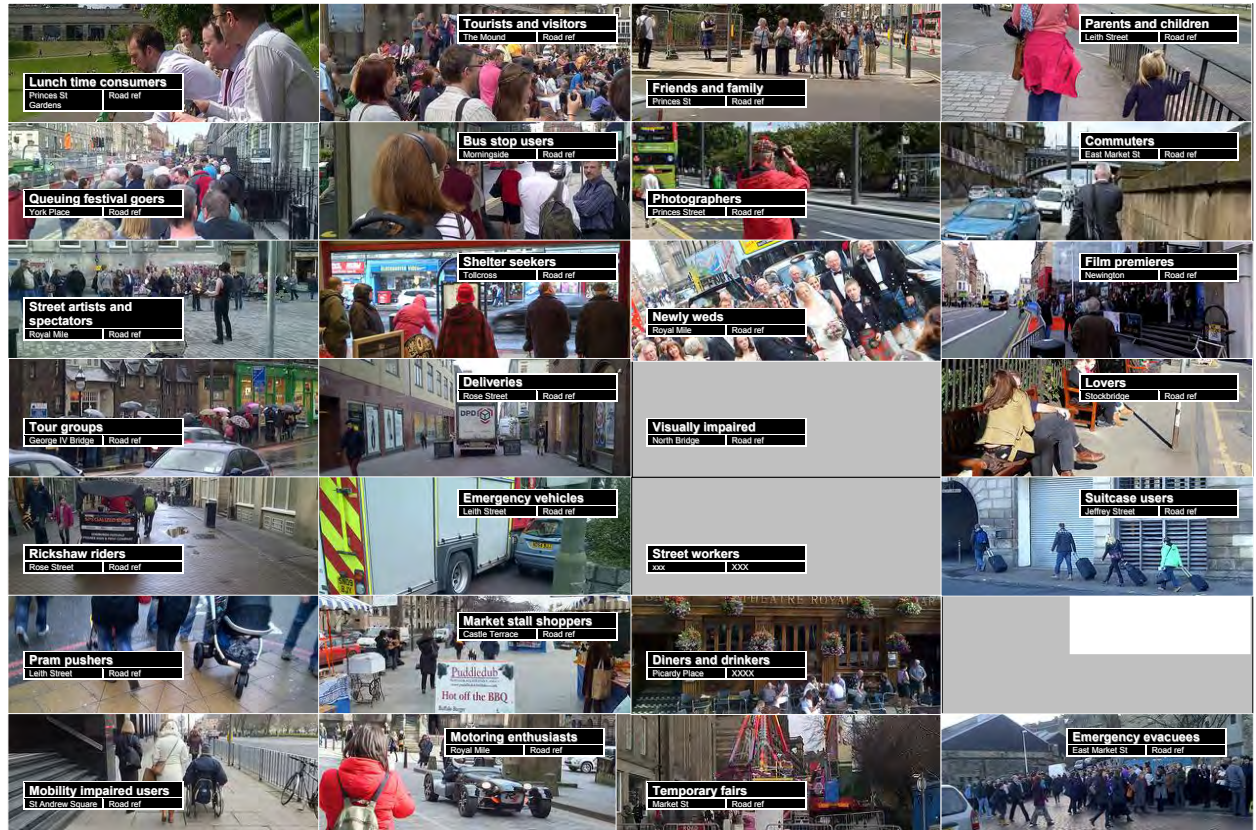 Lunch time consumers
Princes St Gardens
Road ref
Tourists and visitors
The Mound
Road ref
Friends and family
Princes St
Road ref
Parents and children
Leith Street
Road ref
Queuing festival goers
York Place
Road ref
Bus stop users
Morningside
Road ref
Photographers
Princes Street
Road ref
Commuters
East Market St
Road ref
Street artists and
spectators
Royal Mile
Road ref
Shelter seekers
Tollcross
Road ref
Newly weds
Royal Mile
Road ref
Film premieres
Newington
Road ref
Tour groups
George IV Bridge
Road ref
Deliveries
Rose Street
Road ref
DPD
Visually impaired
North Bridge
Road ref
Lovers
Stockbridge
Road ref
Rickshaw riders
Rose Street
Road ref
Emergency vehicles
Leith Street
Road ref
Street workers
xxx
XXX
Suitcase users
Jeffrey Street
Road ref
Pram pushers
Leith Street
Road ref
Market stall shoppers
Castle Terrace
Road ref
Puddledub
Hot off the BBQ
Buffalo Burger
THEATRE ROYAL
Diners and drinkers
Picardy Place
XXXX
Mobility impaired users
St Andrew Square
Road ref
Motoring enthusiasts
Royal Mile
Road ref
Temporary fairs
Market St
Road ref
Emergency evacuees
East Market St
Road ref